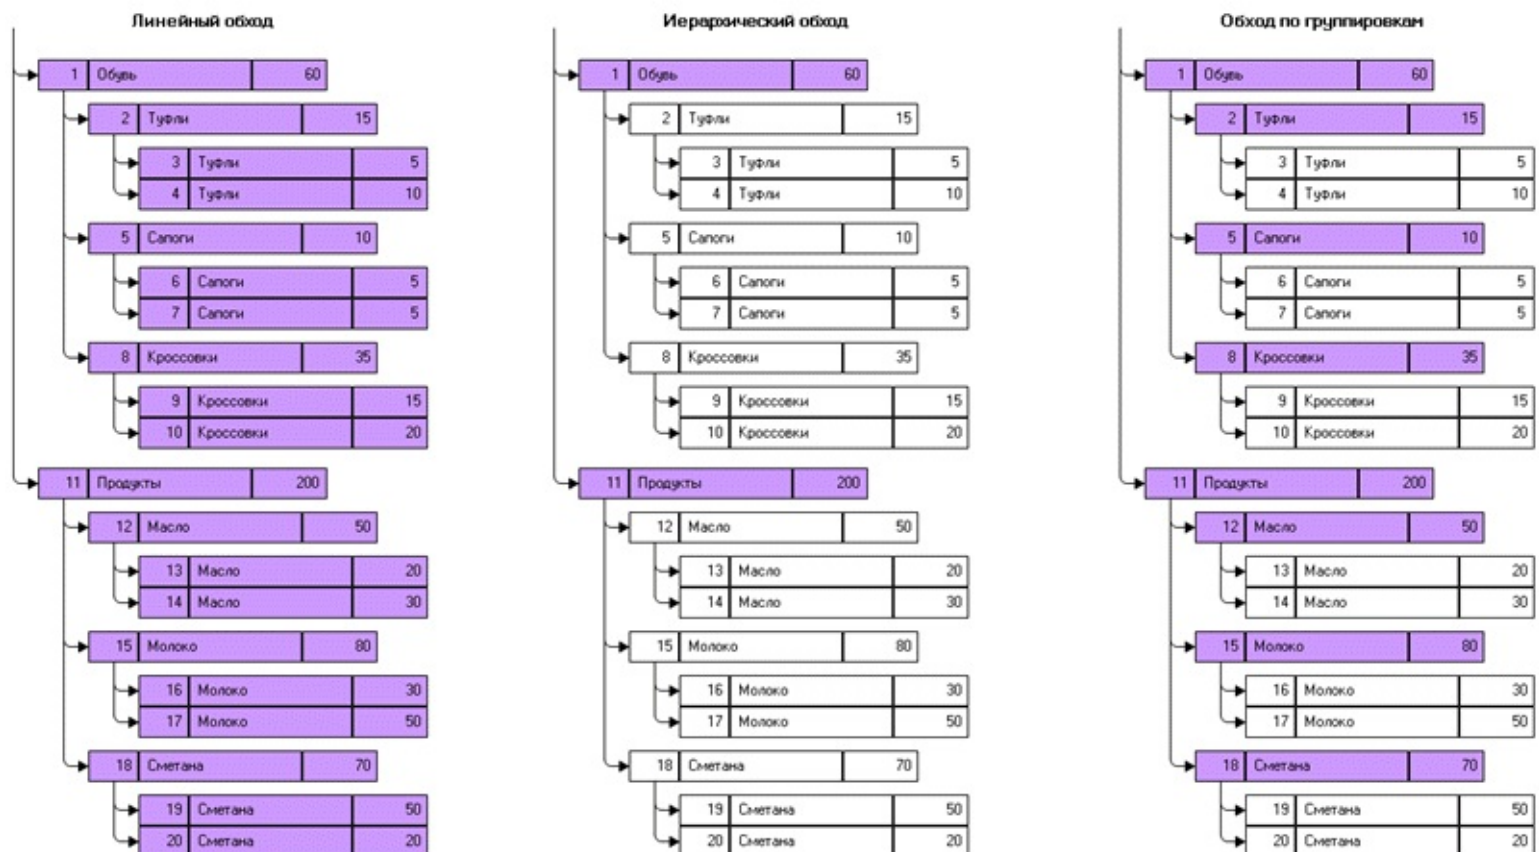 Линейный обход
1 Обувь 60
2 Туфли 15
3 Туфли 5
4 Туфли 10
5 Сапоги 10
6 Сапоги 5
7 Сапоги 5
8 Кроссовки 35
9 Кроссовки 15
10 Кроссовки 20
11 Продукты 200
12 Масло 50
13 Масло 20
14 Масло 30
15 Молоко 80
16 Молоко 30
17 Молоко 50
18 Сметана 70
19 Сметана 50
20 Сметана 20
Иерархический обход
1 Обувь 60
2 Туфли 15
3 Туфли 5
4 Туфли 10
5 Сапоги 10
6 Сапоги 5
7 Сапоги 5
8 Кроссовки 35
9 Кроссовки 15
10 Кроссовки 20
11 Продукты 200
12 Масло 50
13 Масло 20
14 Масло 30
15 Молоко 80
16 Молоко 30
17 Молоко 50
18 Сметана 70
19 Сметана 50
20 Сметана 20
Обход по группировкам
1 Обувь 60
2 Туфли 15
3 Туфли 5
4 Туфли 10
5 Сапоги 10
6 Сапоги 5
7 Сапоги 5
8 Кроссовки 35
9 Кроссовки 15
10 Кроссовки 20
11 Продукты 200
12 Масло 50
13 Масло 20
14 Масло 30
15 Молоко 80
16 Молоко 30
17 Молоко 50
18 Сметана 70
19 Сметана 50
20 Сметана 20